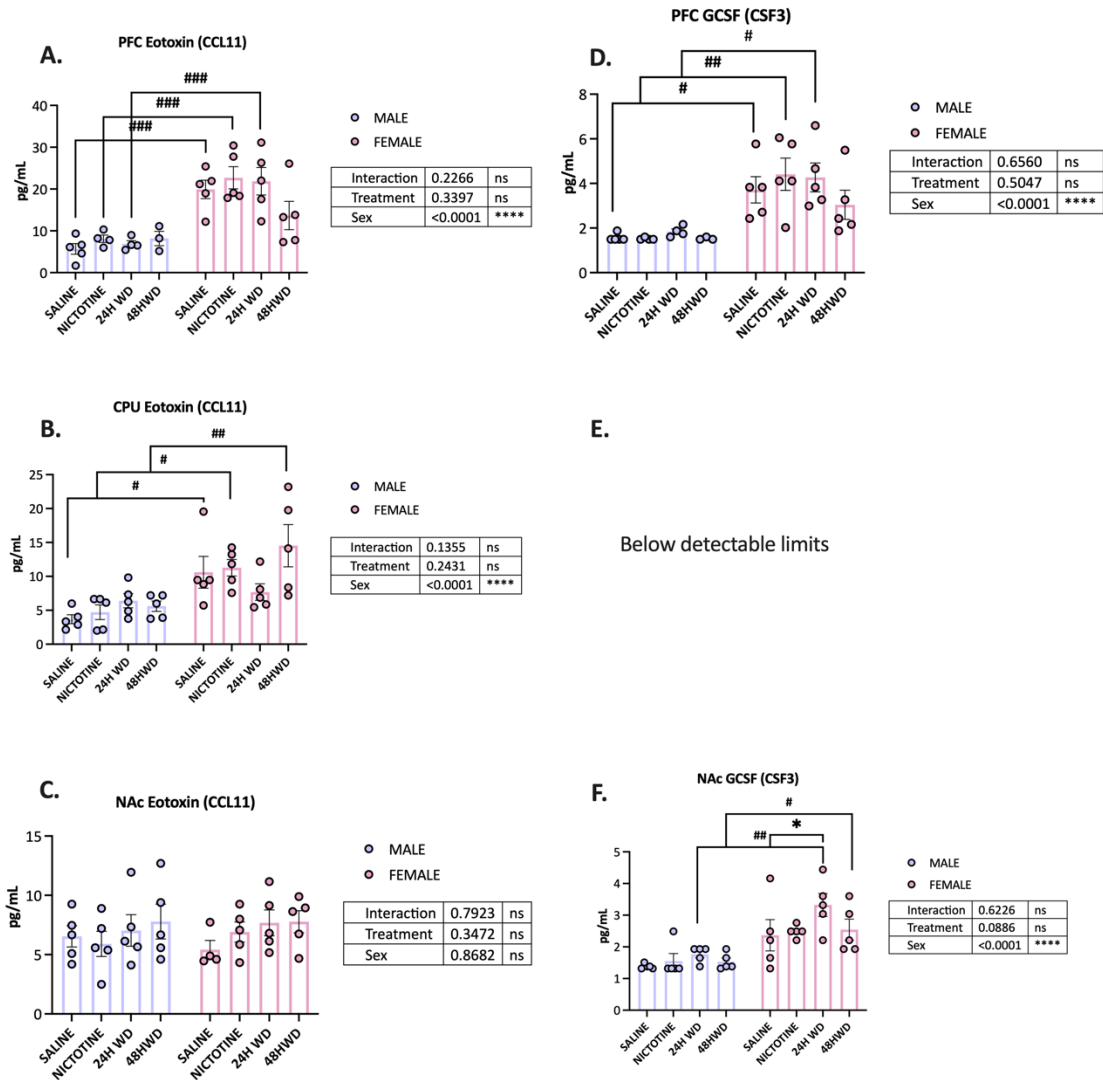 A.
PFC Eotoxin (CCL11)
###
###
###
40
30
20
10
0
pg/mL
SALINE
NICTOTINE
24H WD
48HWD
SALINE
NICTOTINE
24H WD
48HWD
MALE
FEMALE
Interaction 0.2266 ns
Treatment 0.3397 ns
Sex <0.0001 ****
D.
PFC GCSF (CSF3)
#
##
#
8
6
4
2
0
pg/mL
SALINE
NICTOTINE
24H WD
48HWD
SALINE
NICTOTINE
24H WD
48HWD
MALE
FEMALE
Interaction 0.6560 ns
Treatment 0.5047 ns
Sex <0.0001 ****
B.
CPU Eotoxin (CCL11)
##
#
#
25
20
15
10
5
0
pg/mL
SALINE
NICTOTINE
24H WD
48HWD
SALINE
NICTOTINE
24H WD
48HWD
MALE
FEMALE
Interaction 0.1355 ns
Treatment 0.2431 ns
Sex <0.0001 ****
E.
Below detectable limits
C.
NAc Eotoxin (CCL11)
15
10
5
0
pg/mL
SALINE
NICTOTINE
24H WD
48HWD
SALINE
NICTOTINE
24H WD
48HWD
MALE
FEMALE
Interaction 0.7923 ns
Treatment 0.3472 ns
Sex 0.8682 ns
F.
NAc GCSF (CSF3)
#
*
##
5
4
3
2
1
0
pg/mL
SALINE
NICTOTINE
24H WD
48HWD
SALINE
NICTOTINE
24H WD
48HWD
MALE
FEMALE
Interaction 0.6226 ns
Treatment 0.0886 ns
Sex <0.0001 ****